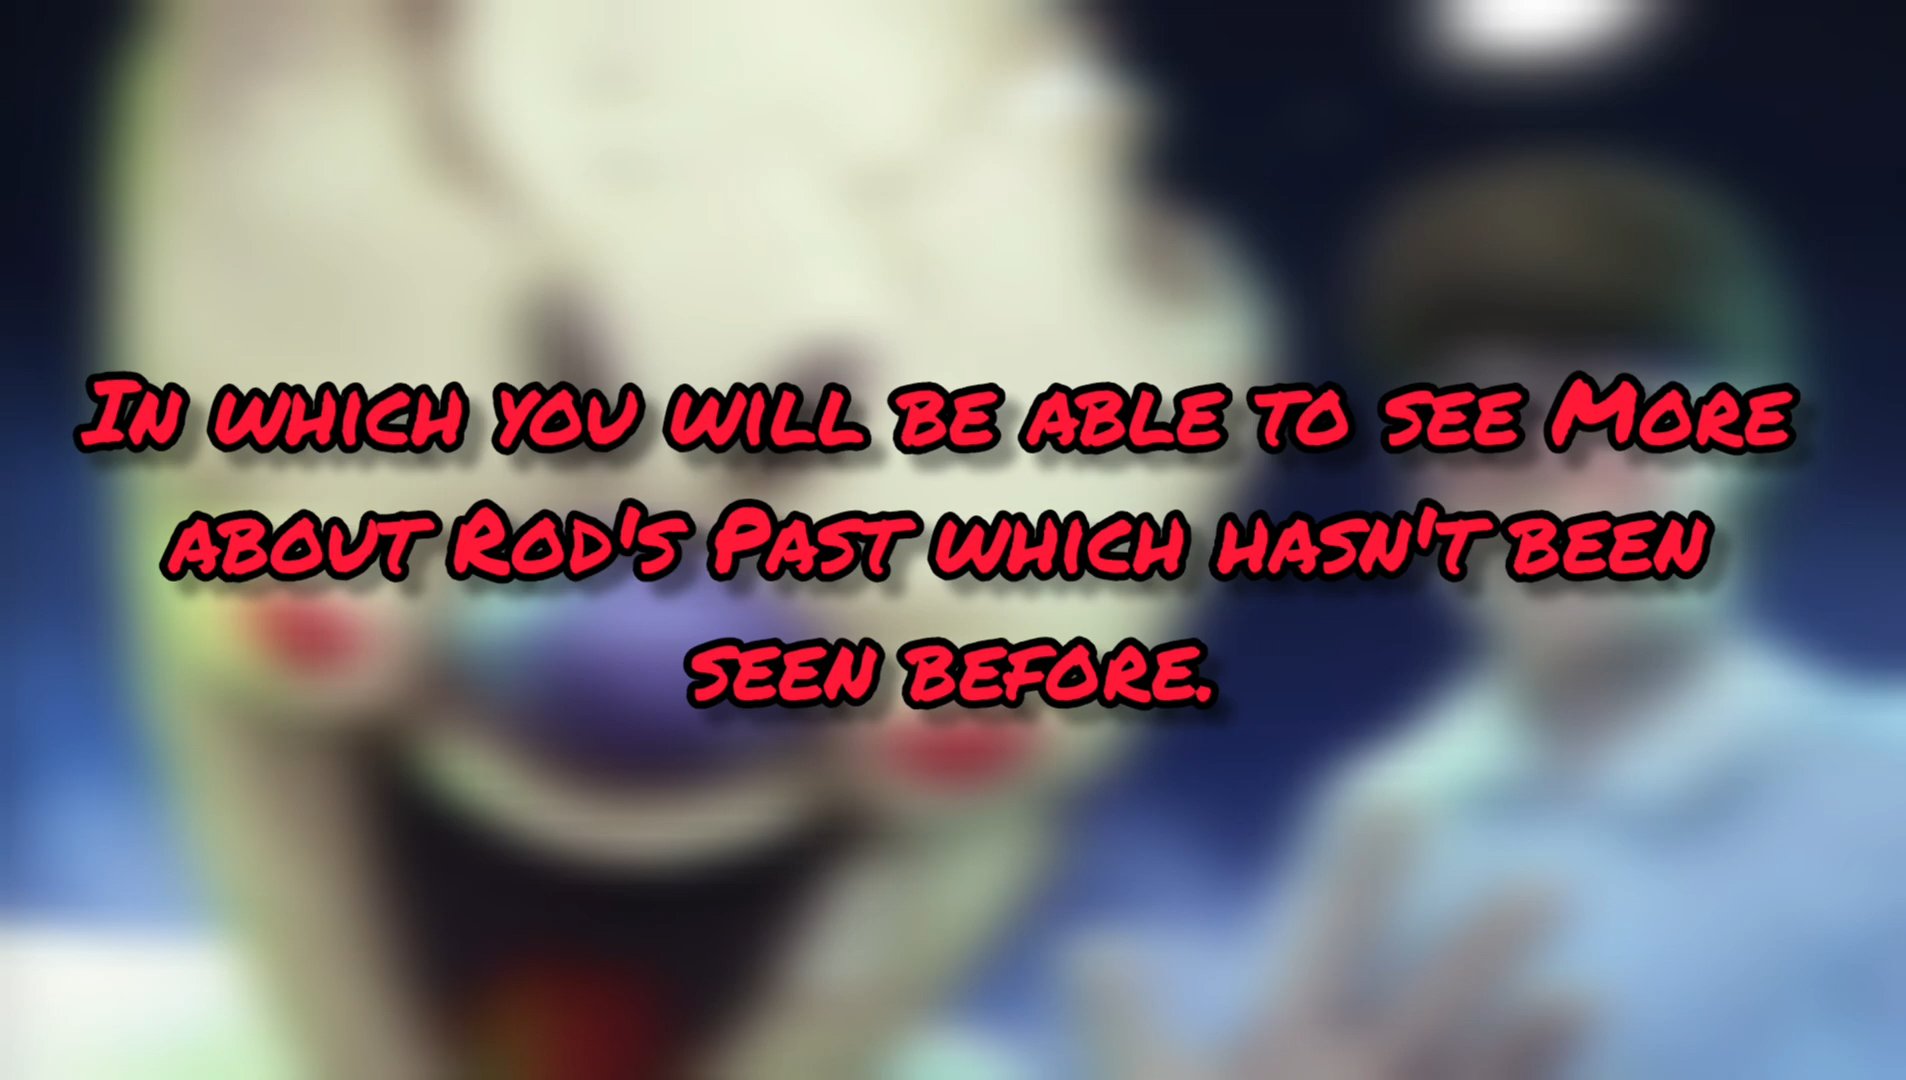 In which you will be able to see More
about Rod's Past which hasn't been
seen before.